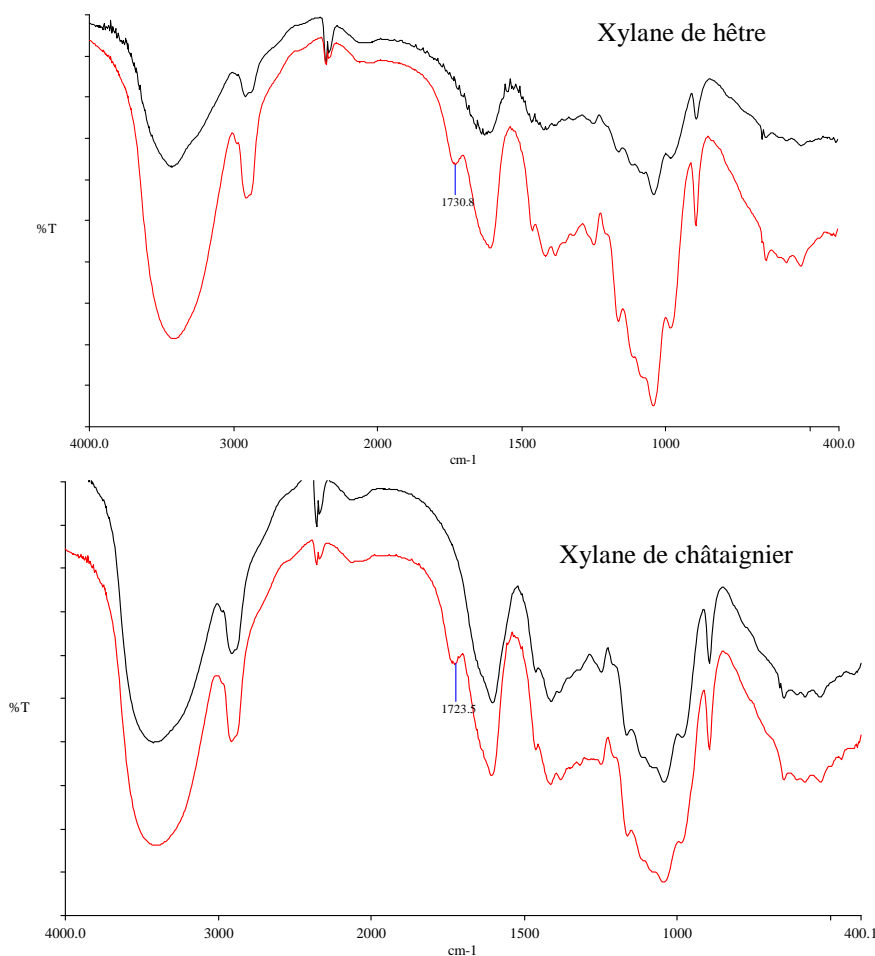 Xylane de hêtre
1730.8
%T
4000.0 3000 2000 1500 1000 400.0
cm-1
Xylane de châtaignier
1723.5
%T
4000.0 3000 2000 1500 1000 400.1
cm-1